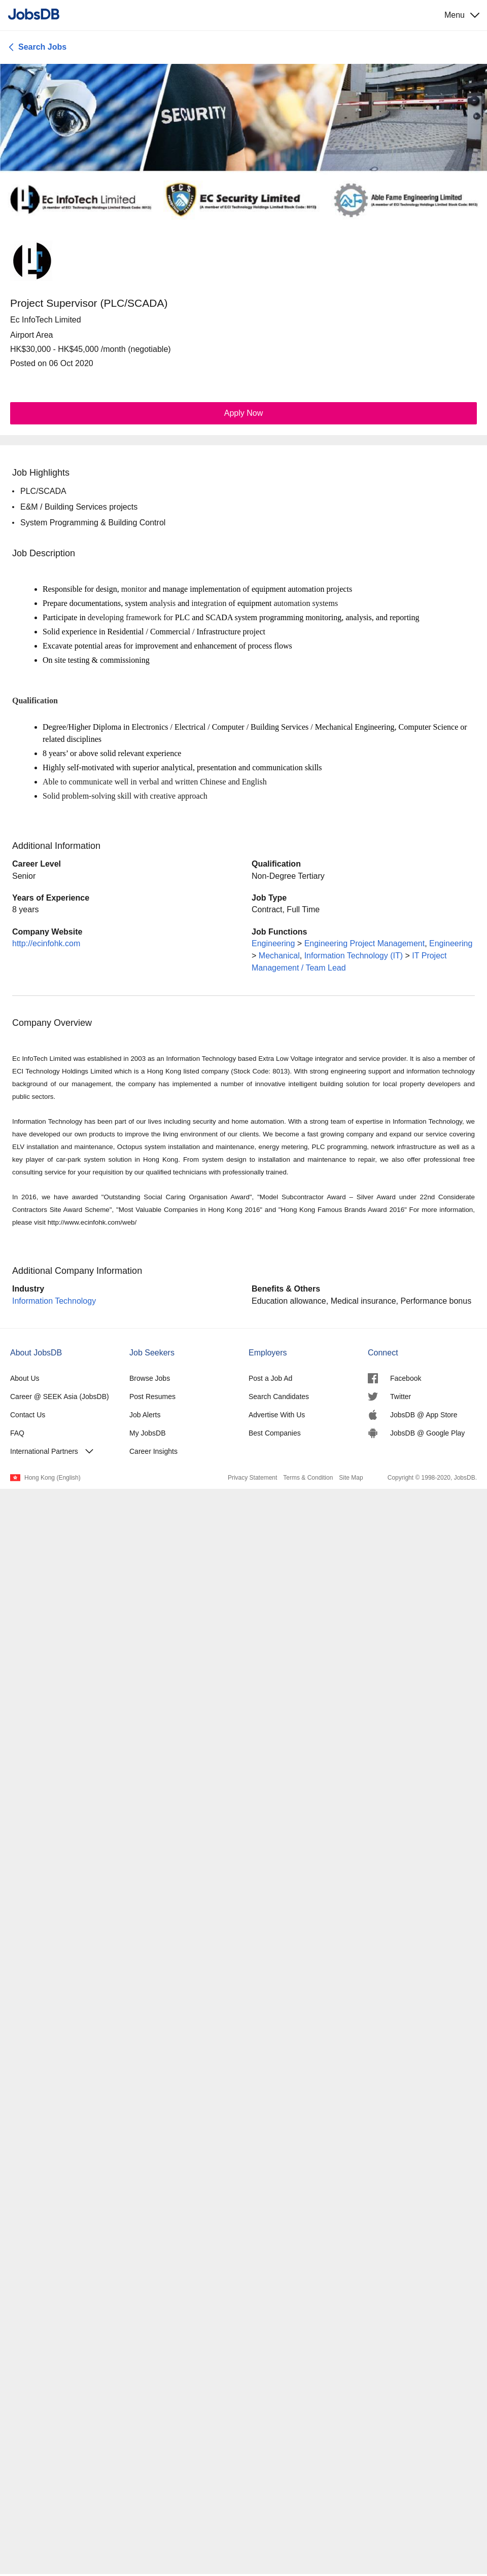 JobsDB
Menu
Search Jobs
SECURITY
Ec InfoTech Limited
(A member of ECI Technology Holdings Limited Stock Code: 8013)
EC Security Limited
(A member of ECI Technology Holdings Limited Stock Code: 8013)
Able Fame Engineering Limited
(A member of ECI Technology Holdings Limited Stock Code: 8013)
Project Supervisor (PLC/SCADA)
Ec InfoTech Limited
Airport Area
HK$30,000 - HK$45,000 /month (negotiable)
Posted on 06 Oct 2020
Apply Now
Job Highlights
• PLC/SCADA
• E&M / Building Services projects
• System Programming & Building Control
Job Description
• Responsible for design, monitor and manage implementation of equipment automation projects
• Prepare documentations, system analysis and integration of equipment automation systems
• Participate in developing framework for PLC and SCADA system programming monitoring, analysis, and reporting
• Solid experience in Residential / Commercial / Infrastructure project
• Excavate potential areas for improvement and enhancement of process flows
• On site testing & commissioning
Qualification
• Degree/Higher Diploma in Electronics / Electrical / Computer / Building Services / Mechanical Engineering, Computer Science or
related disciplines
• 8 years’ or above solid relevant experience
• Highly self-motivated with superior analytical, presentation and communication skills
• Able to communicate well in verbal and written Chinese and English
• Solid problem-solving skill with creative approach
Additional Information
Career Level
Senior
Qualification
Non-Degree Tertiary
Years of Experience
8 years
Job Type
Contract, Full Time
Company Website
http://ecinfohk.com
Job Functions
Engineering > Engineering Project Management, Engineering
> Mechanical, Information Technology (IT) > IT Project
Management / Team Lead
Company Overview
Ec InfoTech Limited was established in 2003 as an Information Technology based Extra Low Voltage integrator and service provider. It is also a member of
ECI Technology Holdings Limited which is a Hong Kong listed company (Stock Code: 8013). With strong engineering support and information technology
background of our management, the company has implemented a number of innovative intelligent building solution for local property developers and
public sectors.
Information Technology has been part of our lives including security and home automation. With a strong team of expertise in Information Technology, we
have developed our own products to improve the living environment of our clients. We become a fast growing company and expand our service covering
ELV installation and maintenance, Octopus system installation and maintenance, energy metering, PLC programming, network infrastructure as well as a
key player of car-park system solution in Hong Kong. From system design to installation and maintenance to repair, we also offer professional free
consulting service for your requisition by our qualified technicians with professionally trained.
In 2016, we have awarded "Outstanding Social Caring Organisation Award", "Model Subcontractor Award – Silver Award under 22nd Considerate
Contractors Site Award Scheme", "Most Valuable Companies in Hong Kong 2016" and "Hong Kong Famous Brands Award 2016" For more information,
please visit http://www.ecinfohk.com/web/
Additional Company Information
Industry
Information Technology
Benefits & Others
Education allowance, Medical insurance, Performance bonus
About JobsDB
About Us
Career @ SEEK Asia (JobsDB)
Contact Us
FAQ
International Partners
Job Seekers
Browse Jobs
Post Resumes
Job Alerts
My JobsDB
Career Insights
Employers
Post a Job Ad
Search Candidates
Advertise With Us
Best Companies
Connect
Facebook
Twitter
JobsDB @ App Store
JobsDB @ Google Play
Hong Kong (English)
Privacy Statement Terms & Condition Site Map
Copyright © 1998-2020, JobsDB.